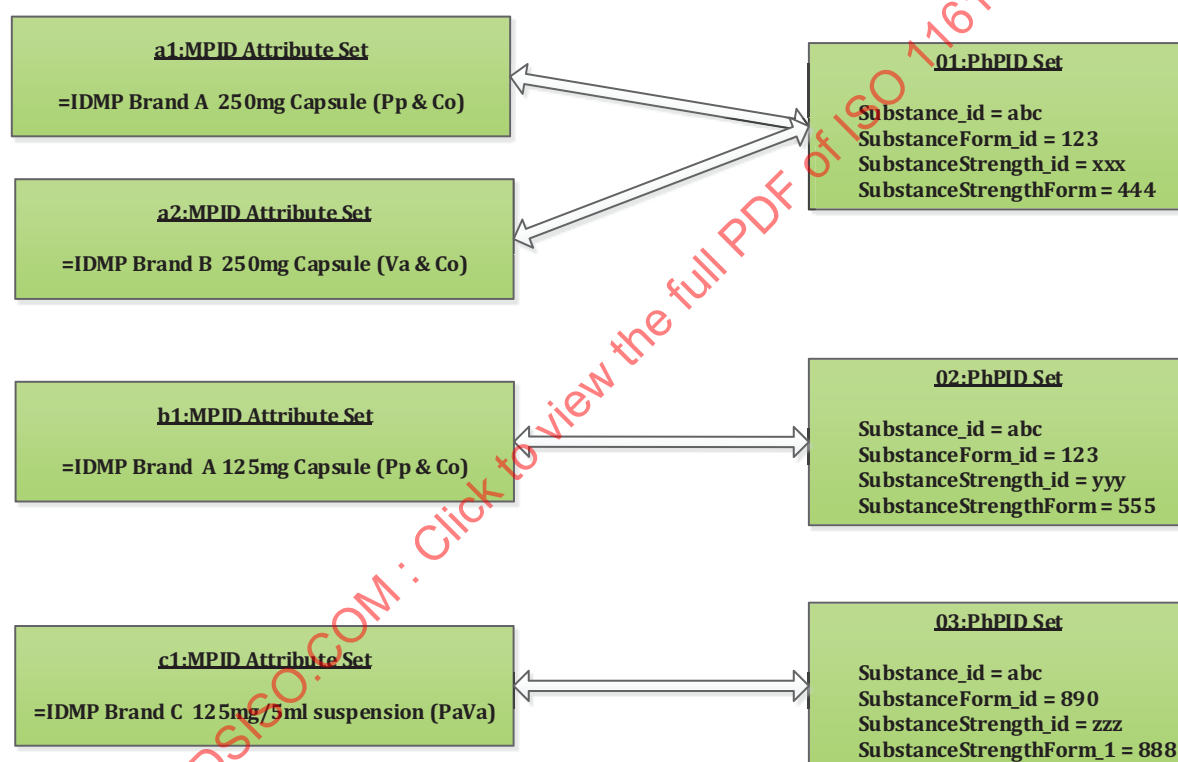 a1:MPID Attribute Set
=IDMP Brand A 250mg Capsule (Pp & Co)
a2:MPID Attribute Set
=IDMP Brand B 250mg Capsule (Va & Co)
b1:MPID Attribute Set
=IDMP Brand A 125mg Capsule (Pp & Co)
c1:MPID Attribute Set
=IDMP Brand C 125mg/5ml suspension (PaVa)
01:PhPID Set
Substance_id = abc
SubstanceForm_id = 123
SubstanceStrength_id = xxx
SubstanceStrengthForm = 444
02:PhPID Set
Substance_id = abc
SubstanceForm_id = 123
SubstanceStrength_id = yyy
SubstanceStrengthForm = 555
03:PhPID Set
Substance_id = abc
SubstanceForm_id = 890
SubstanceStrength_id = zzz
SubstanceStrengthForm_1 = 888
COM : Click to view the full PDF of ISO